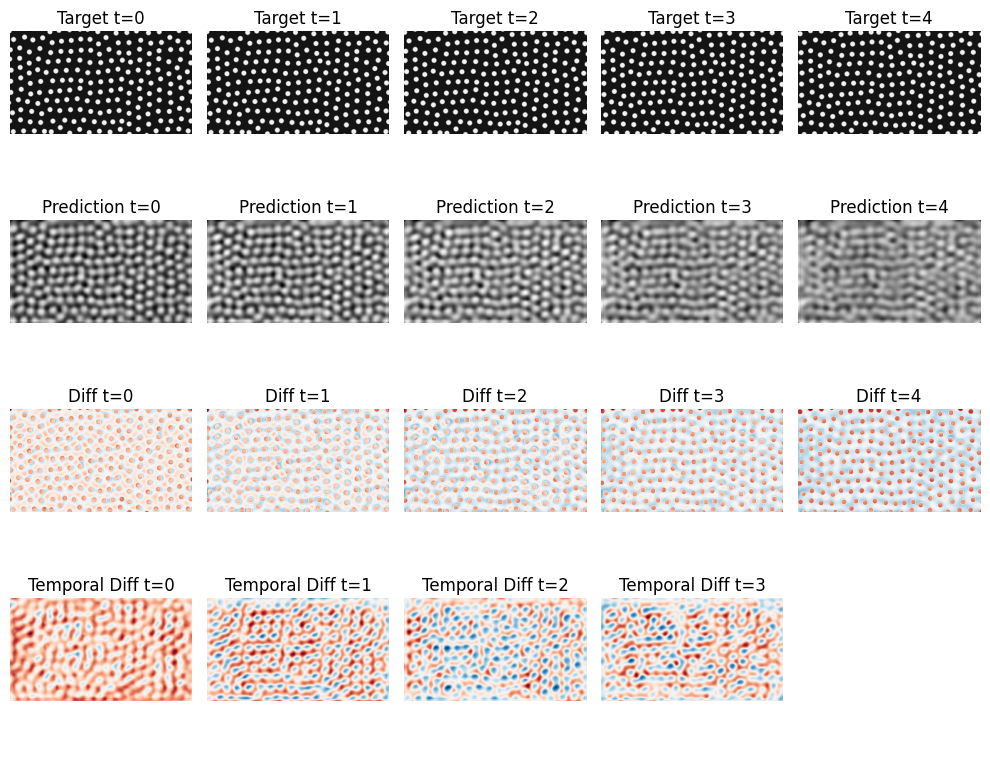 Target t=0 Target t=1 Target t=2 Target t=3 Target t=4
Prediction t=0 Prediction t=1 Prediction t=2 Prediction t=3 Prediction t=4
Diff t=0 Diff t=1 Diff t=2 Diff t=3 Diff t=4
Temporal Diff t=0 Temporal Diff t=1 Temporal Diff t=2 Temporal Diff t=3